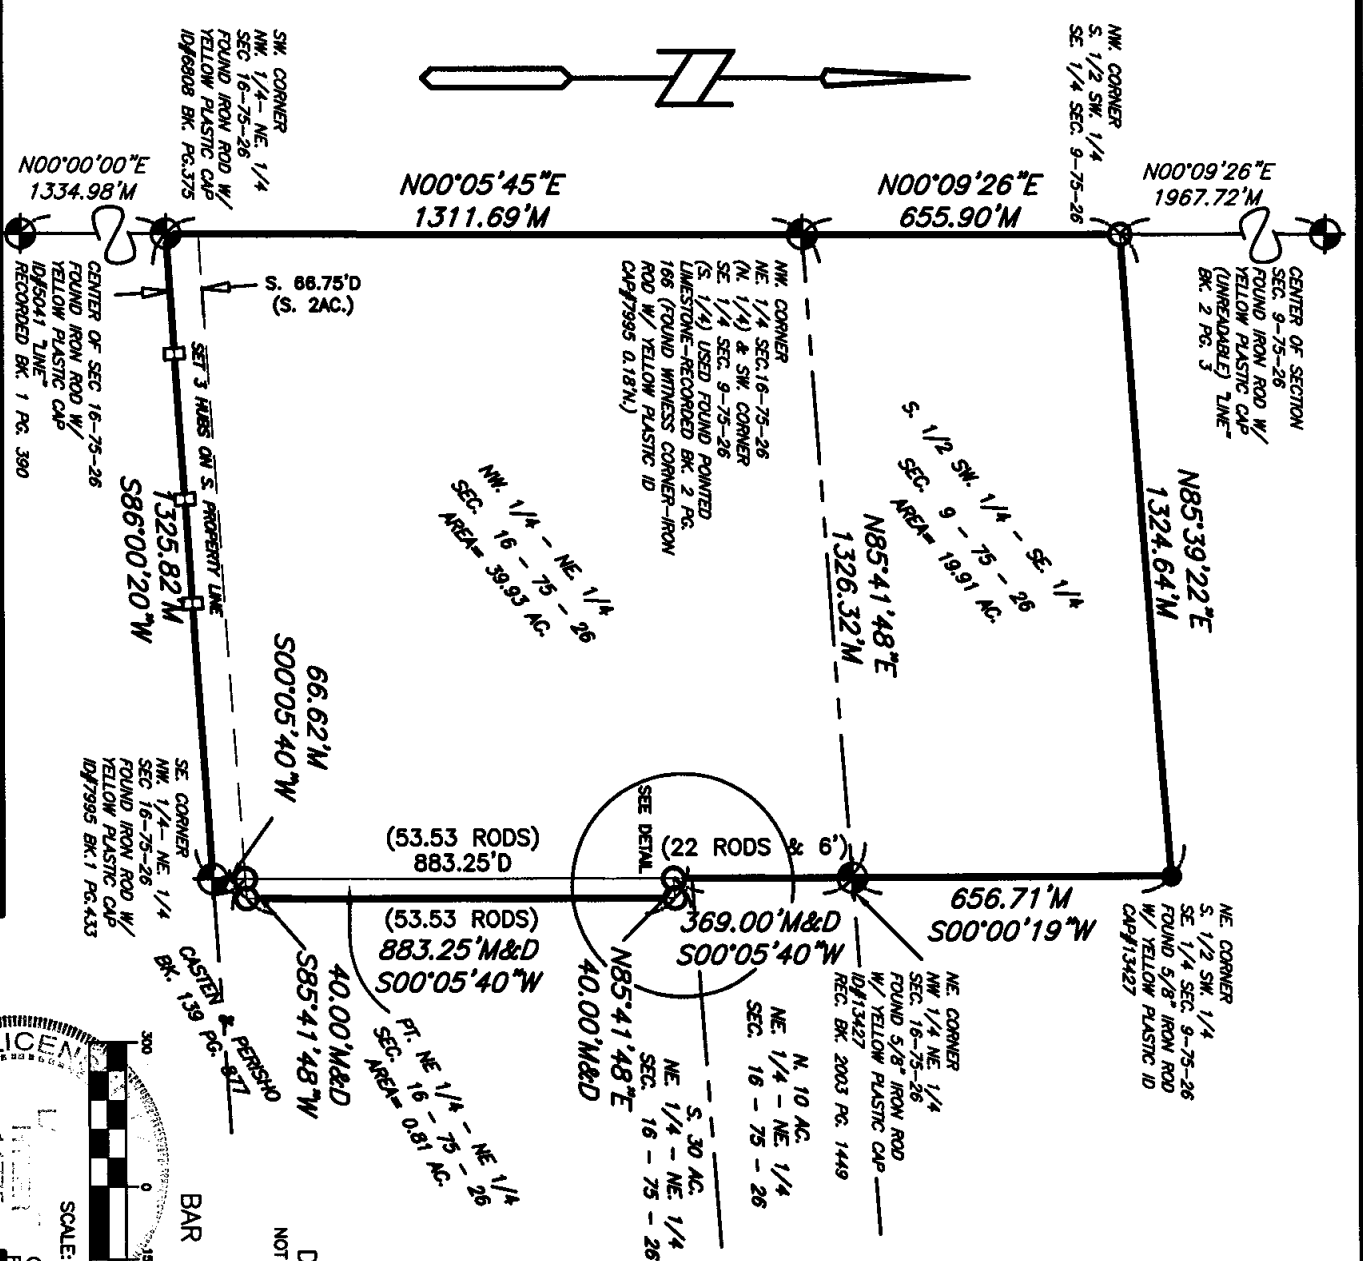 NW. CORNER
S. 1/2 SW. 1/4
SE. 1/4 SEC. 9-75-26
N00°09'26"E
1967.72'M
CENTER OF SECTION
SEC. 9-75-26
FOUND IRON ROD W/
YELLOW PLASTIC CAP
(UNREADABLE) "LINE"
BK. 2 PG. 3
SW. CORNER
NW. 1/4- NE. 1/4
SEC 16-75-26
FOUND IRON ROD W/
YELLOW PLASTIC CAP
ID#6808 BK. PG.375
N00°00'00"E
1334.98'M
N00°05'45"E
1311.69'M
N00°09'26"E
655.90'M
CENTER OF SEC 16-75-26
FOUND IRON ROD W/
YELLOW PLASTIC CAP
ID#5041 "LINE"
RECORDED BK. 1 PG. 390
S. 66.75'D
(S. 2AC.)
NW. CORNER
NE. 1/4 SEC.16-75-26
(N. 1/4) & SW. CORNER
SE. 1/4 SEC. 9-75-26
(S. 1/4) USED FOUND POINTED
LIMESTONE-RECORDED BK. 2 PG.
166 (FOUND WITNESS CORNER-IRON
ROD W/ YELLOW PLASTIC ID
CAP#7995 0.18'N.)
N85°39'22"E
1324.64'M
S. 1/2 SW. 1/4 - SE. 1/4
SEC. 9 - 75 - 26
AREA= 19.91 AC.
N85°41'48"E
1326.32'M
NW. 1/4 - NE. 1/4
SEC. 16 - 75 - 26
AREA= 39.93 AC.
SET 3 HUBS ON S. PROPERTY LINE
1325.82'M
S86°00'20"W
66.62'M
S00°05'40"W
SE. CORNER
NW. 1/4- NE. 1/4
SEC 16-75-26
FOUND IRON ROD W/
YELLOW PLASTIC CAP
ID#7995 BK.1 PG.433
SEE DETAIL
(53.53 RODS)
883.25'D
(22 RODS & 6')
(53.53 RODS)
883.25'M&D
S00°05'40"W
369.00'M&D
S00°05'40"W
656.71'M
S00°00'19"W
NE. CORNER
S. 1/2 SW. 1/4
SE. 1/4 SEC. 9-75-26
FOUND 5/8" IRON ROD
W/ YELLOW PLASTIC ID
CAP#13427
NE. CORNER
NW 1/4 NE. 1/4
SEC. 16-75-26
FOUND 5/8" IRON ROD
W/ YELLOW PLASTIC CAP
ID#13427
REC. BK. 2003 PG. 1449
CASTEN & PERISHO
BK. 139 PG. 677
40.00'M&D
S85°41'48"W
N85°41'48"E
40.00'M&D
PT. NE 1/4 - NE 1/4
SEC. 16 - 75 - 26
AREA= 0.81 AC.
N. 10 AC.
NE. 1/4 - NE. 1/4
SEC. 16 - 75 - 26
S. 30 AC.
NE. 1/4 - NE. 1/4
SEC. 16 - 75 - 26
LICEN
300
0
BAR
SCALE:
NOT